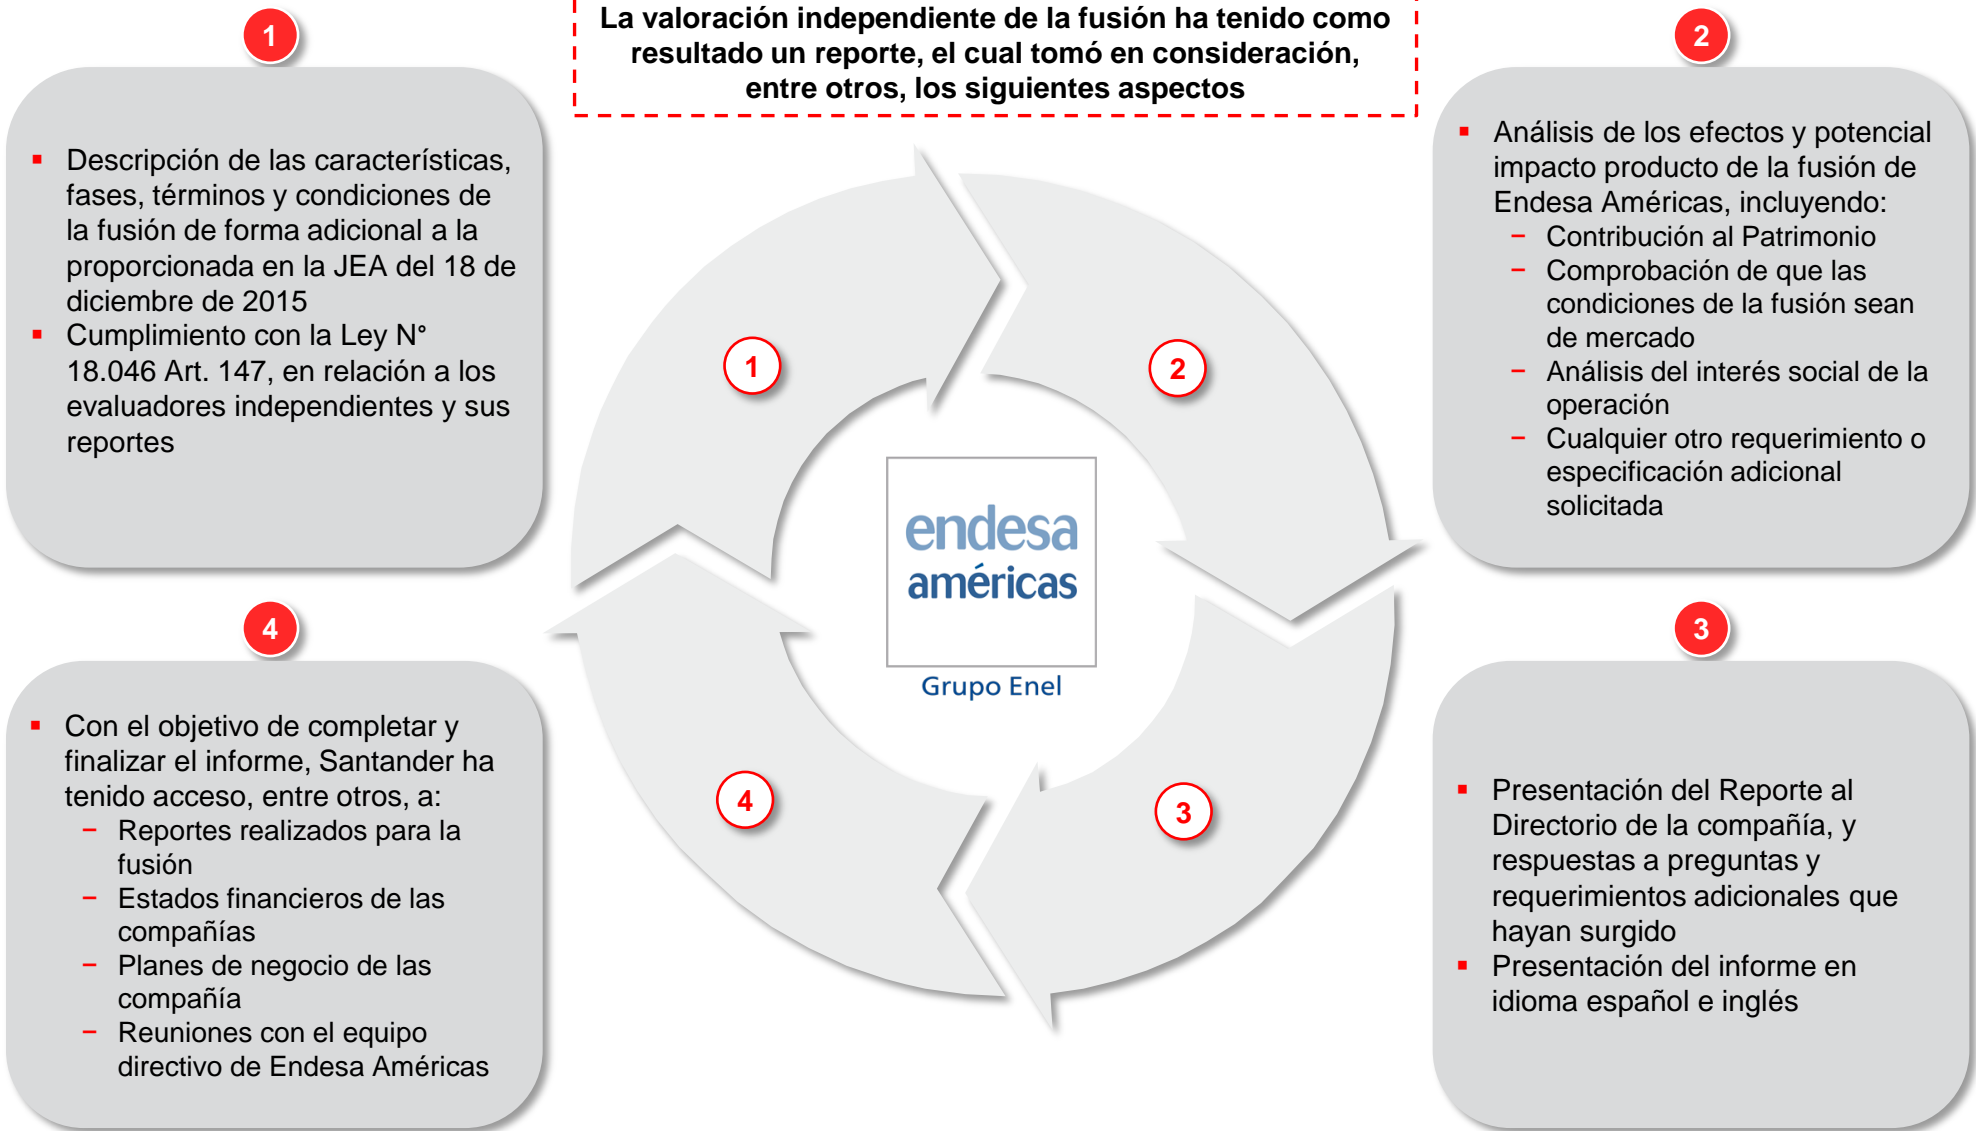 La valoración independiente de la fusión ha tenido como
resultado un reporte, el cual tomó en consideración,
entre otros, los siguientes aspectos
1
▪ Descripción de las características,
fases, términos y condiciones de
la fusión de forma adicional a la
proporcionada en la JEA del 18 de
diciembre de 2015
▪ Cumplimiento con la Ley N°
18.046 Art. 147, en relación a los
evaluadores independientes y sus
reportes
2
▪ Análisis de los efectos y potencial
impacto producto de la fusión de
Endesa Américas, incluyendo:
− Contribución al Patrimonio
− Comprobación de que las
condiciones de la fusión sean
de mercado
− Análisis del interés social de la
operación
− Cualquier otro requerimiento o
especificación adicional
solicitada
1
2
endesa
américas
Grupo Enel
4
3
4
▪ Con el objetivo de completar y
finalizar el informe, Santander ha
tenido acceso, entre otros, a:
− Reportes realizados para la
fusión
− Estados financieros de las
compañías
− Planes de negocio de las
compañía
− Reuniones con el equipo
directivo de Endesa Américas
3
▪ Presentación del Reporte al
Directorio de la compañía, y
respuestas a preguntas y
requerimientos adicionales que
hayan surgido
▪ Presentación del informe en
idioma español e inglés